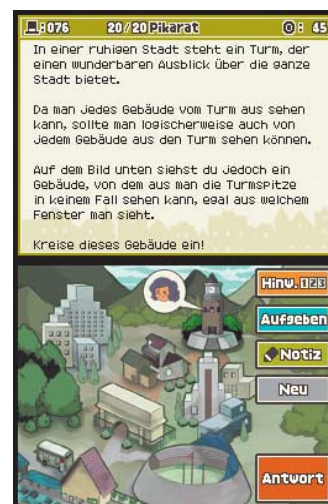 :076 20/20 Pikarat : 45
In einer ruhigen Stadt steht ein Turm, der
einen wunderbaren Ausblick über die ganze
Stadt bietet.
Da man jedes Gebäude vom Turm aus sehen
kann, sollte man logischerweise auch von
jedem Gebäude aus den Turm sehen können.
Auf dem Bild unten siehst du jedoch ein
Gebäude, von dem aus man die Turmspitze
in keinem Fall sehen kann, egal aus welchem
Fenster man sieht.
Kreise dieses Gebäude ein!
Hinw. 123
Aufgeben
Notiz
Neu
Antwort